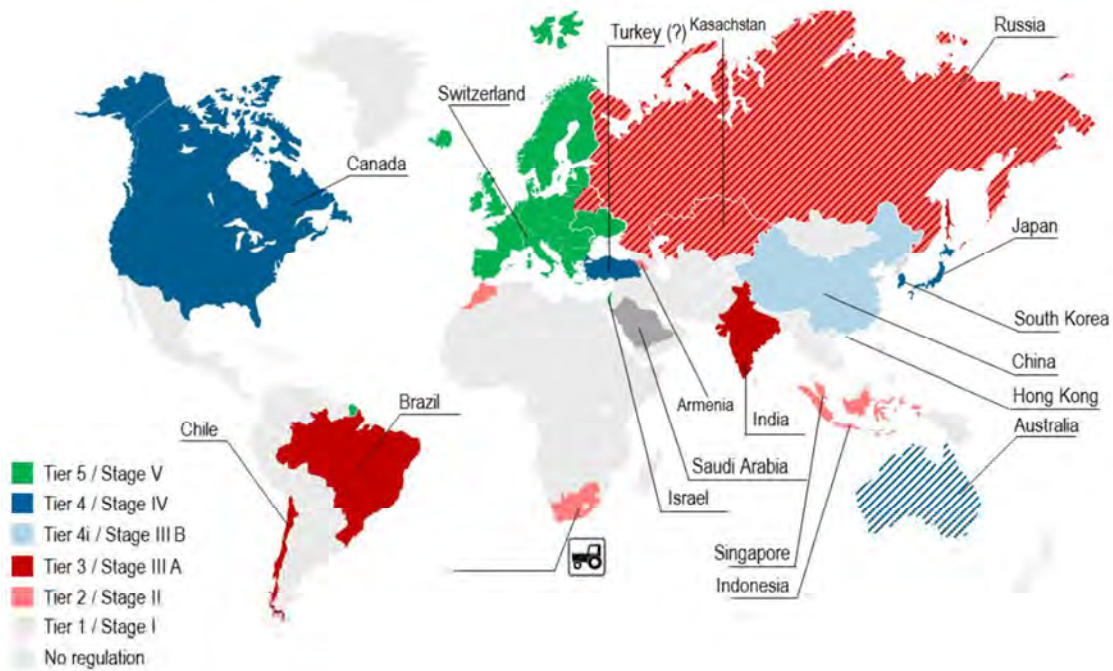 Turkey (?)
Kasachstan
Russia
Switzerland
Canada
Japan
South Korea
China
Hong Kong
Australia
Armenia
India
Saudi Arabia
Israel
Brazil
Chile
Singapore
Indonesia
Tier 5 / Stage V
Tier 4 / Stage IV
Tier 4i / Stage III B
Tier 3 / Stage III A
Tier 2 / Stage II
Tier 1 / Stage I
No regulation